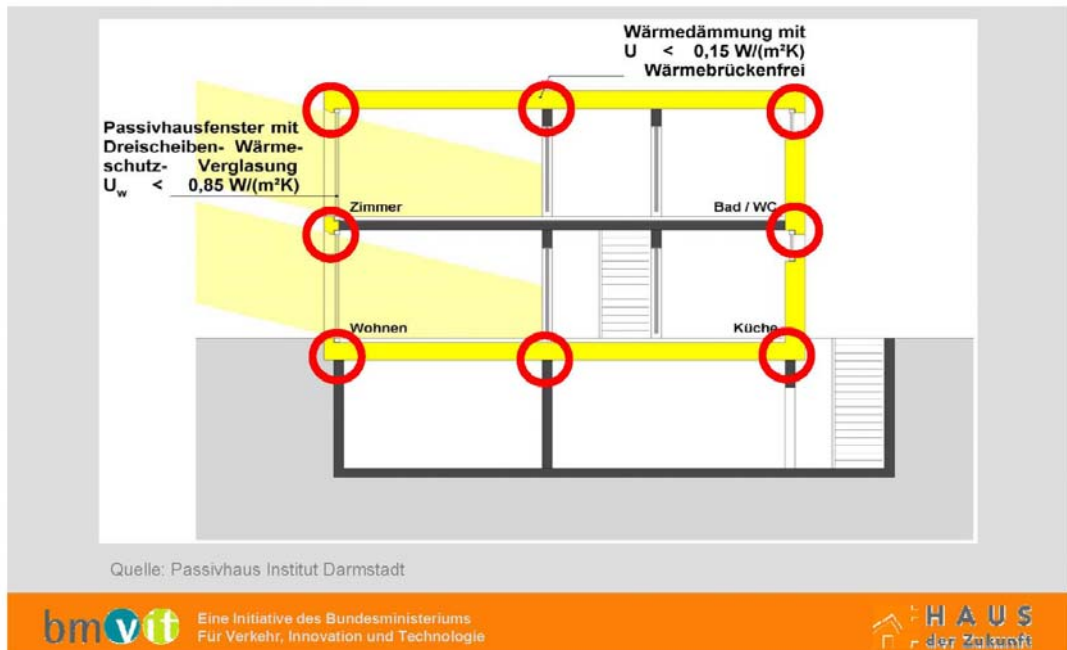 Wärmedämmung mit
U < 0,15 W/(m²K)
Wärmebrückenfrei
Passivhausfenster mit
Dreischeiben- Wärme-
schutz- Verglasung
Uw < 0,85 W/(m²K)
Zimmer
Bad / WC
Wohnen
Küche
Quelle: Passivhaus Institut Darmstadt
bmvit
Eine Initiative des Bundesministeriums
Für Verkehr, Innovation und Technologie
HAUS
der Zukunft